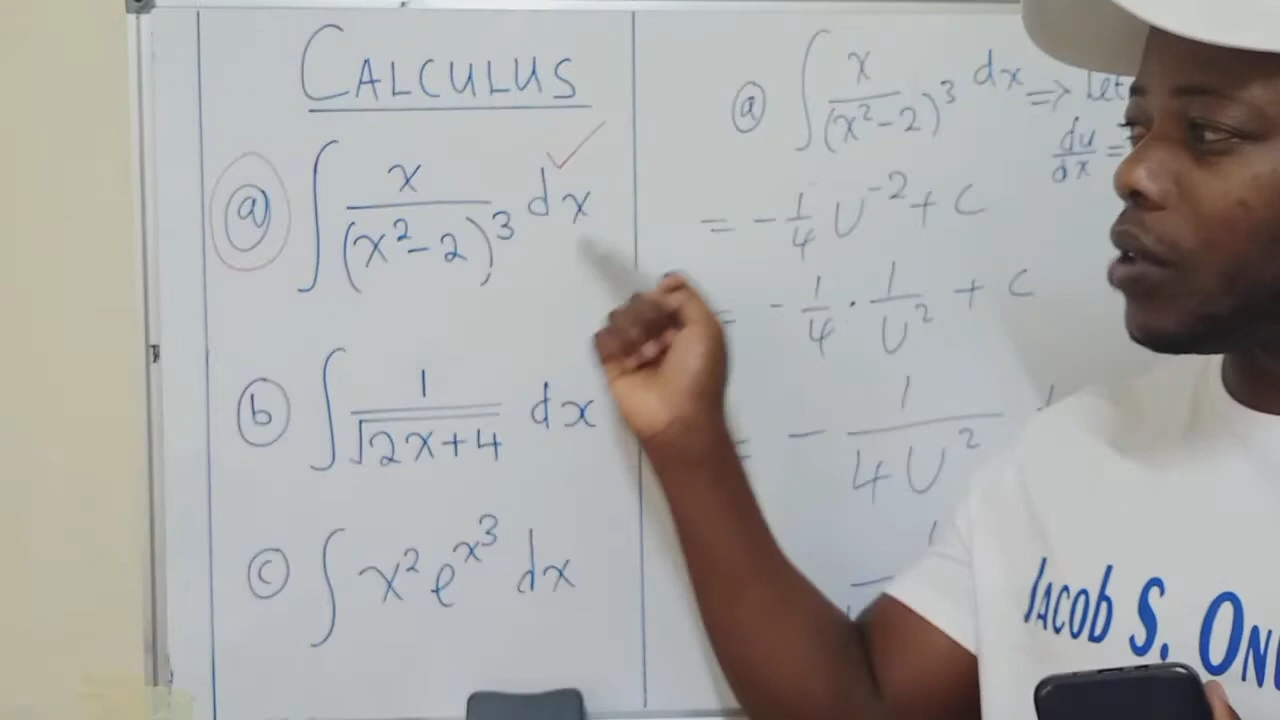 CALCULUS
ⓐ ∫ x/(x²-2)³ dx ✓
ⓑ ∫ 1/√(2x+4) dx
ⓒ ∫ x² e^(x³) dx
ⓐ ∫ x/(x²-2)³ dx ⇒ Let
du/dx =
= -1/4 U⁻² + C
= -1/4 · 1/U² + C
= - 1/(4U²)
JACOB S.